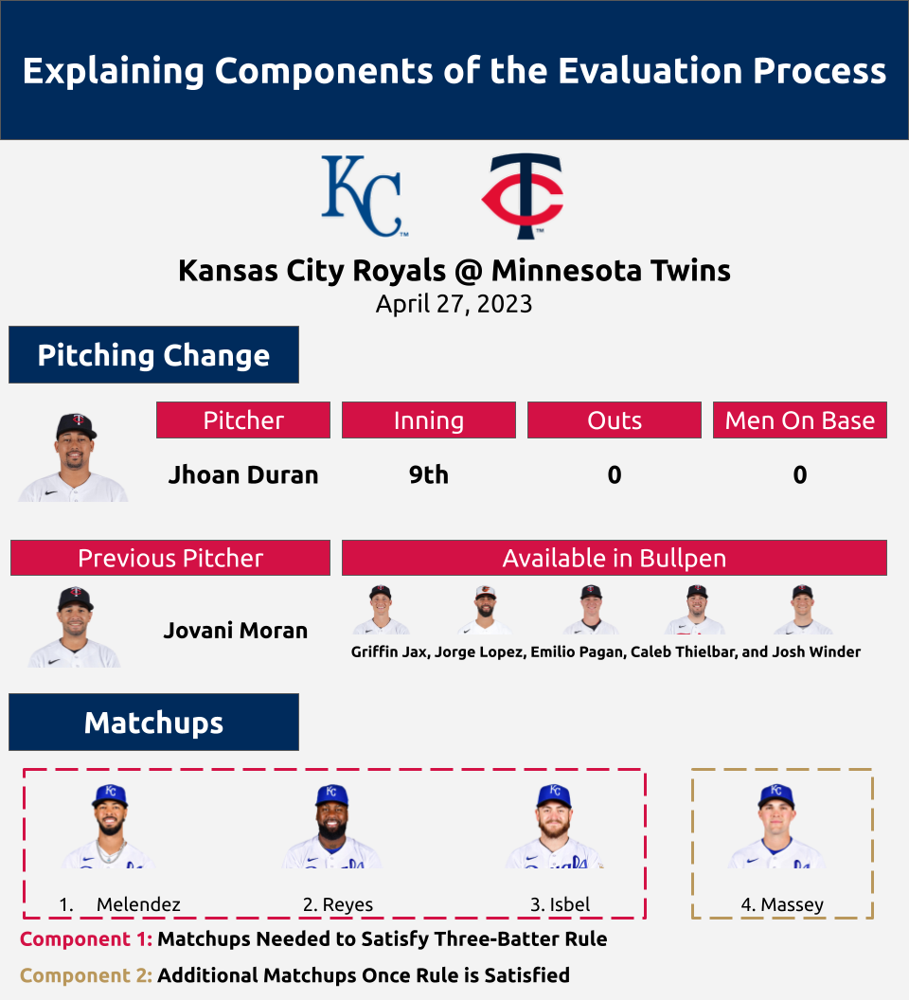 Explaining Components of the Evaluation Process
KC
TC
Kansas City Royals @ Minnesota Twins
April 27, 2023
Pitching Change
Pitcher Inning Outs Men On Base
Jhoan Duran 9th 0 0
Previous Pitcher Available in Bullpen
Jovani Moran
Griffin Jax, Jorge Lopez, Emilio Pagan, Caleb Thielbar, and Josh Winder
Matchups
1. Melendez 2. Reyes 3. Isbel 4. Massey
Component 1: Matchups Needed to Satisfy Three-Batter Rule
Component 2: Additional Matchups Once Rule is Satisfied